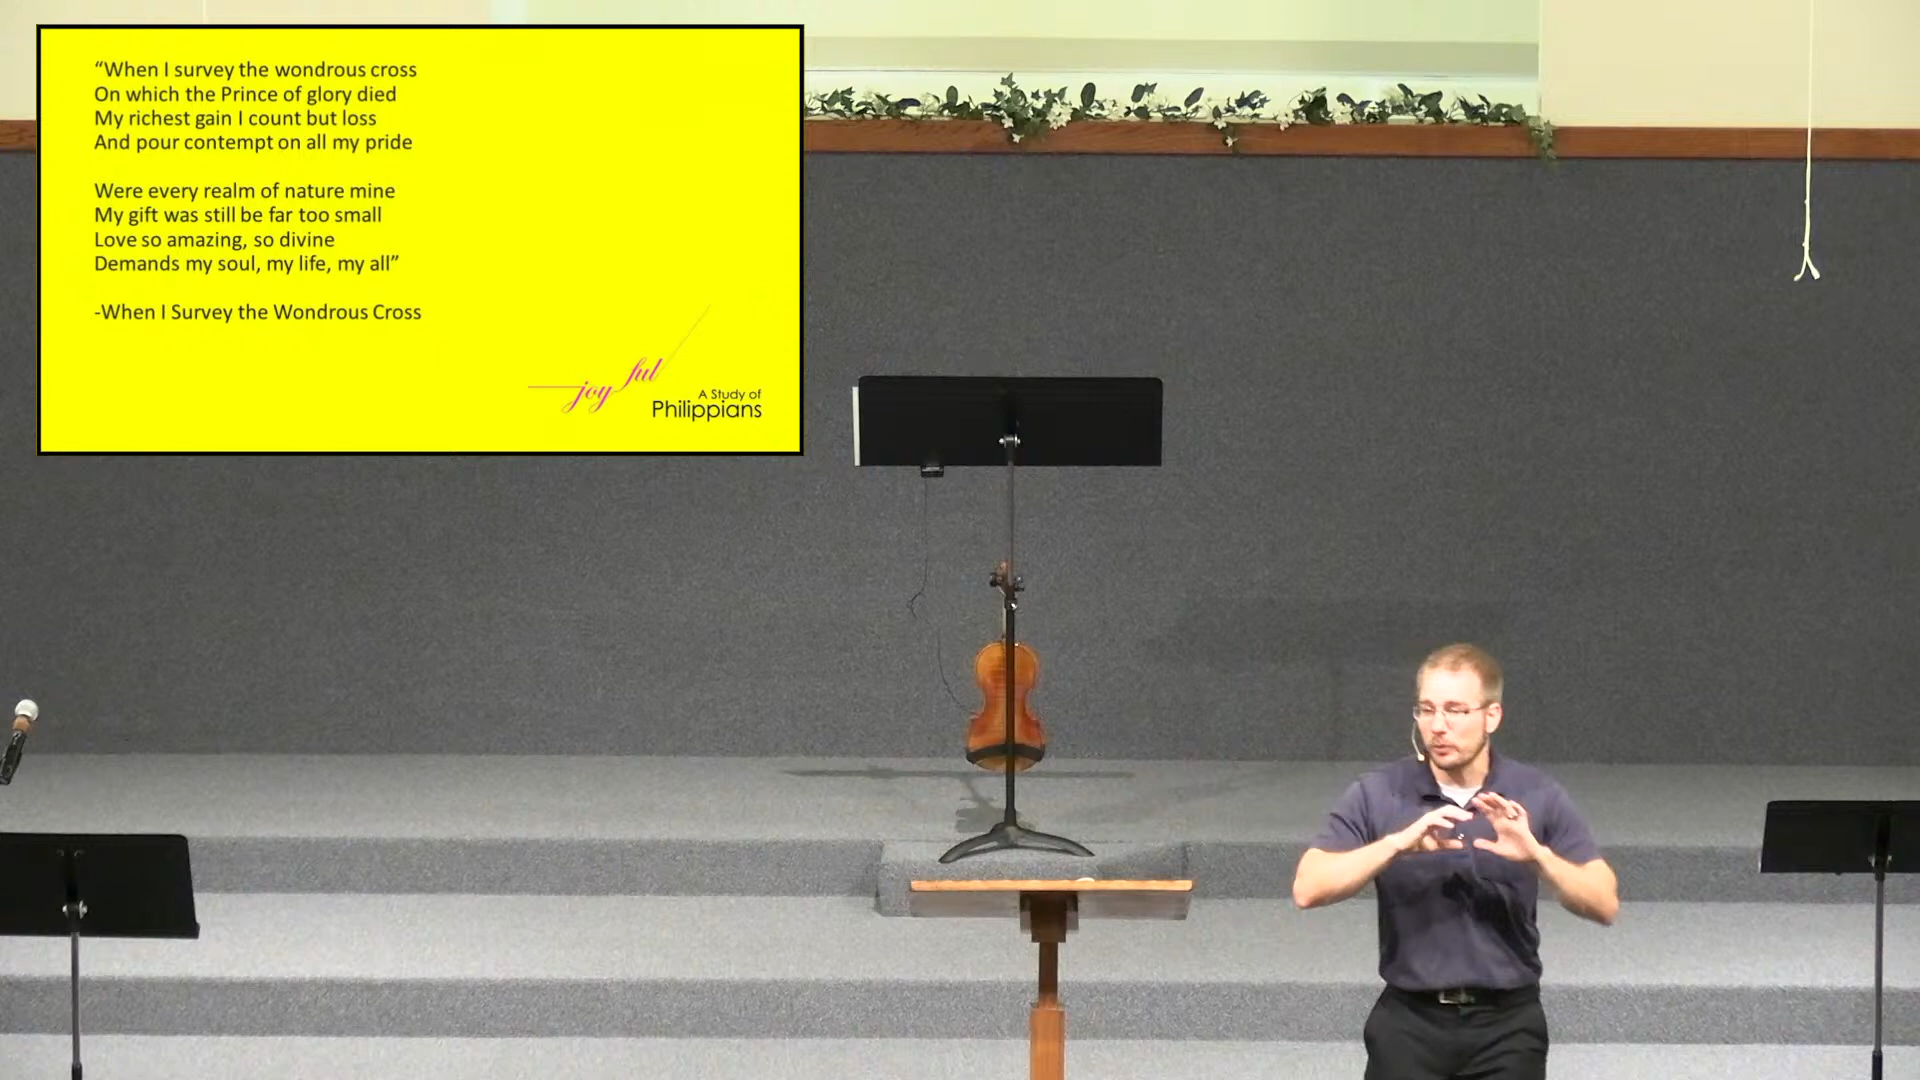 “When I survey the wondrous cross
On which the Prince of glory died
My richest gain I count but loss
And pour contempt on all my pride
Were every realm of nature mine
My gift was still be far too small
Love so amazing, so divine
Demands my soul, my life, my all”
-When I Survey the Wondrous Cross
joyful
A Study of
Philippians